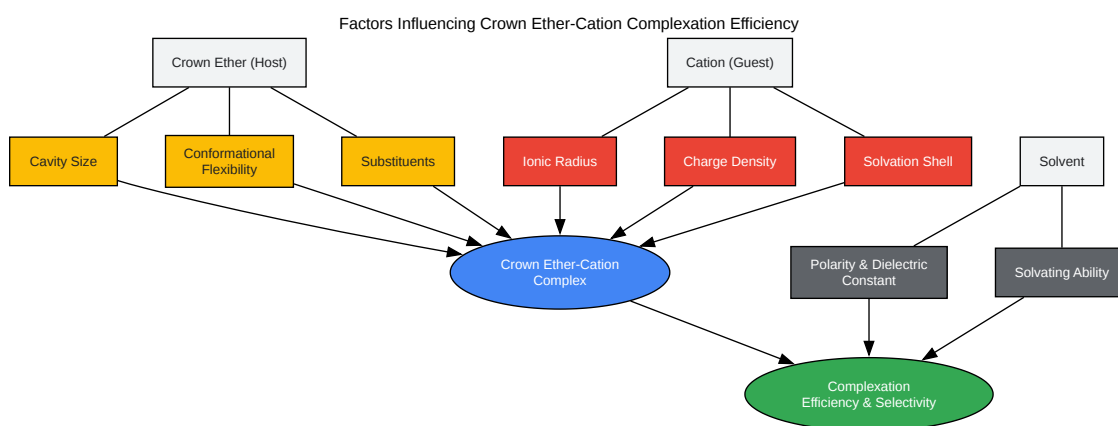 Factors Influencing Crown Ether-Cation Complexation Efficiency
Crown Ether (Host)
Cation (Guest)
Cavity Size
Conformational
Flexibility
Substituents
Ionic Radius
Charge Density
Solvation Shell
Solvent
Crown Ether-Cation
Complex
Polarity & Dielectric
Constant
Solvating Ability
Complexation
Efficiency & Selectivity